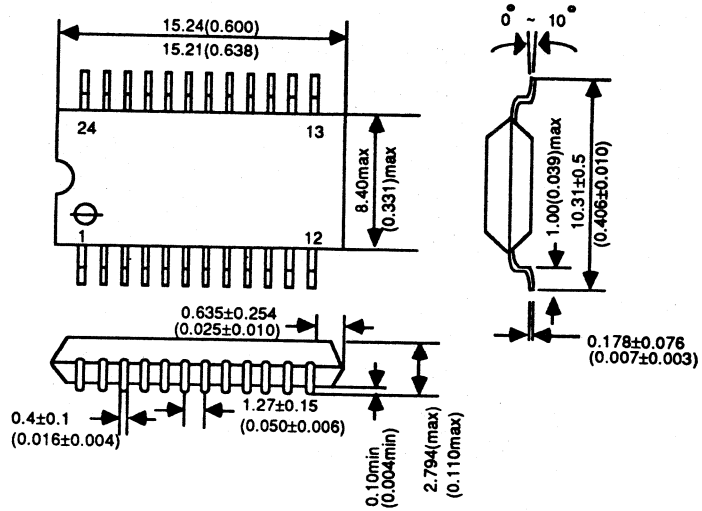 15.24(0.600)
15.21(0.638)
0° ~ 10°
24
13
8.40max
(0.331)max
1.00(0.039)max
10.31±0.5
(0.406±0.010)
1
12
0.635±0.254
(0.025±0.010)
0.178±0.076
(0.007±0.003)
0.4±0.1
(0.016±0.004)
1.27±0.15
(0.050±0.006)
0.10min
(0.004min)
2.794(max)
(0.110max)